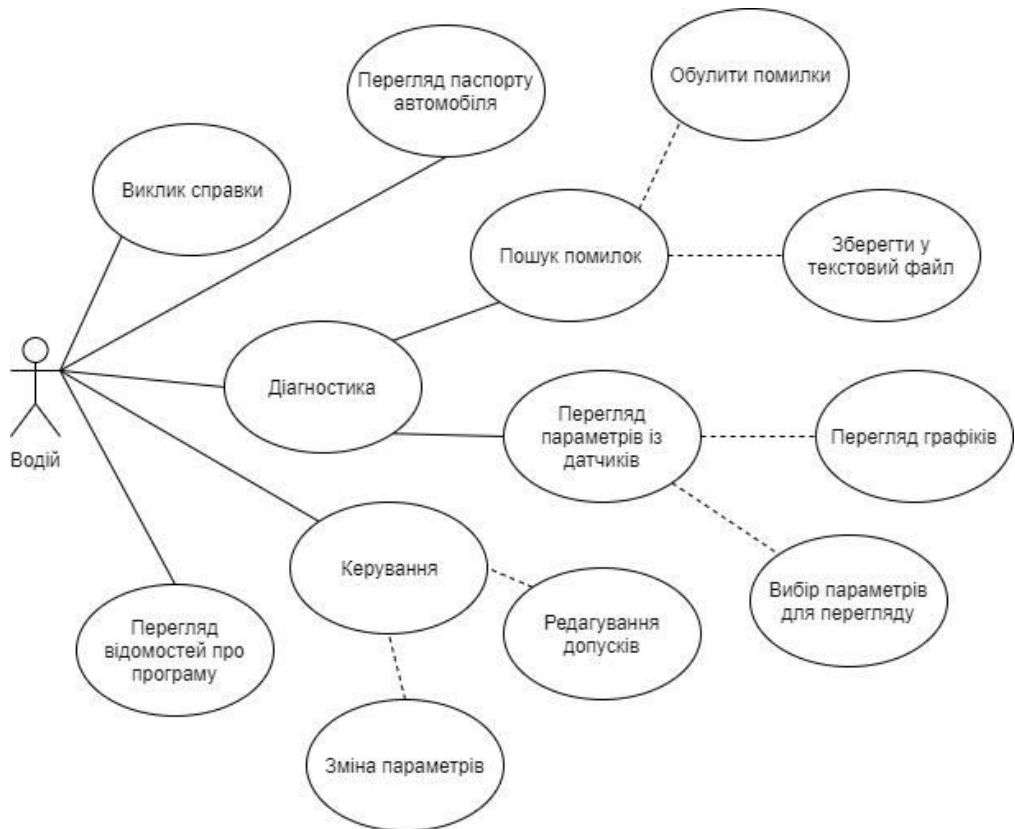 Перегляд паспорту
автомобіля
Обулити помилки
Виклик справки
Пошук помилок
Зберегти у
текстовий файл
Діагностика
Перегляд
параметрів із
датчиків
Перегляд графіків
Водій
Керування
Вибір параметрів
для перегляду
Редагування
допусків
Перегляд
відомостей про
програму
Зміна параметрів